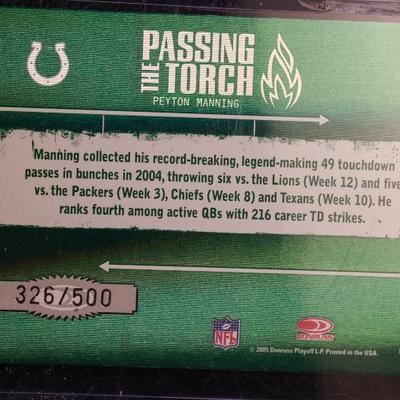 PASSING
THE TORCH
PEYTON MANNING
Manning collected his record-breaking, legend-making 49 touchdown
passes in bunches in 2004, throwing six vs. the Lions (Week 12) and five
vs. the Packers (Week 3), Chiefs (Week 8) and Texans (Week 10). He
ranks fourth among active QBs with 216 career TD strikes.
326/500
NFL
DONRUSS
© 2005 Donruss Playoff L.P. Printed in the USA.